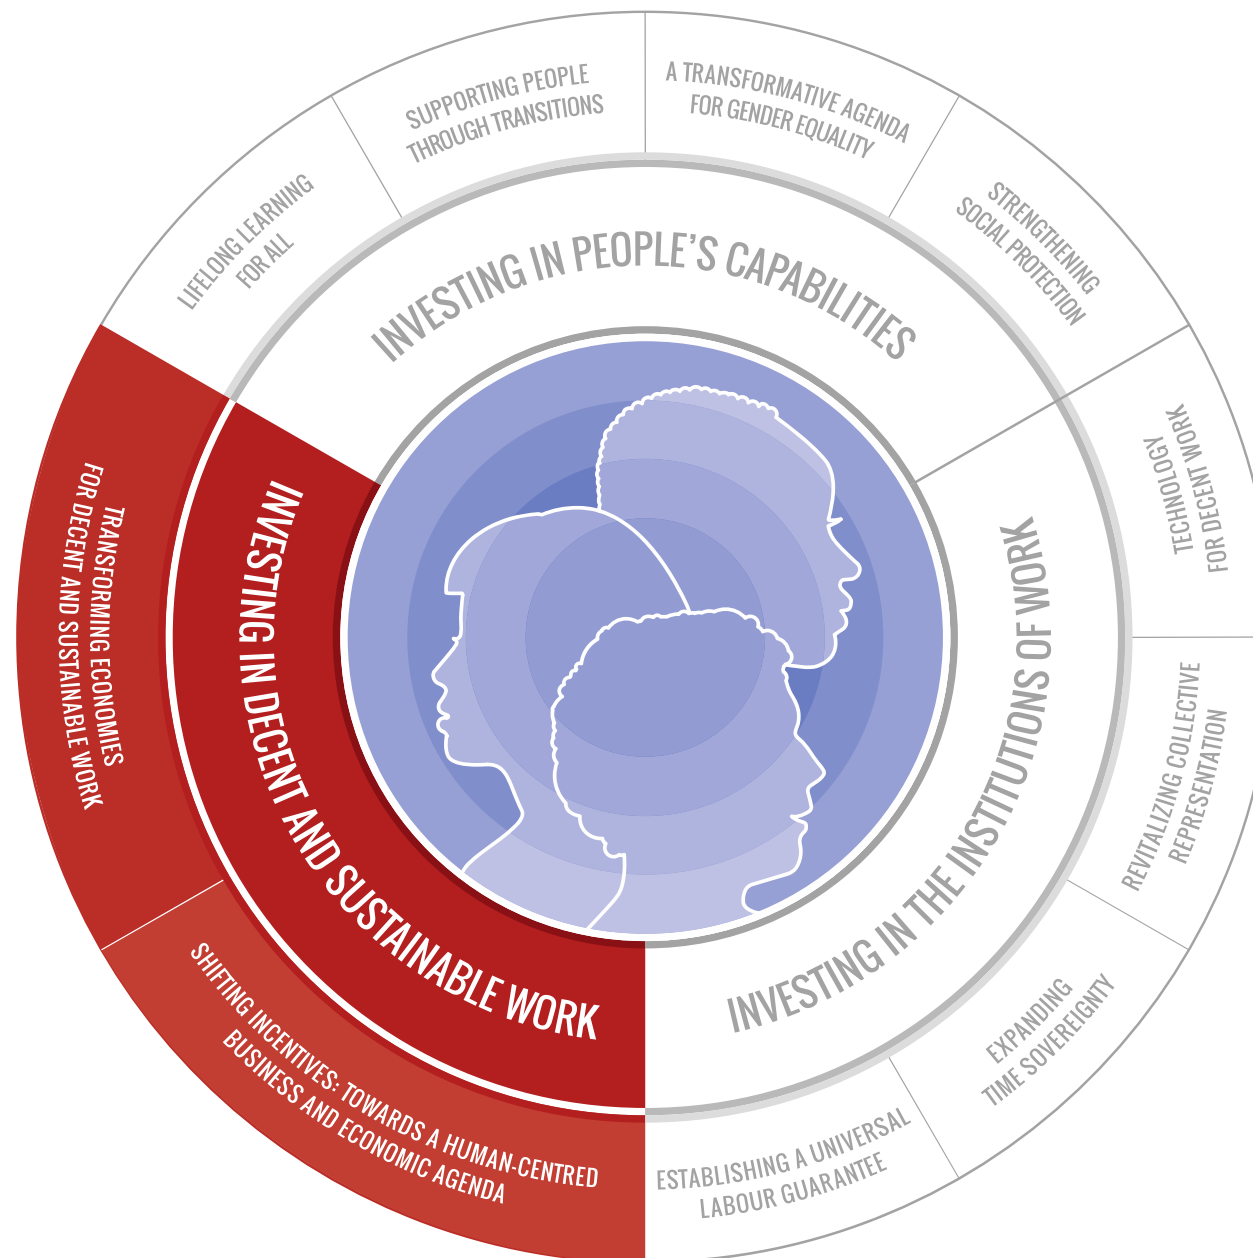 SUPPORTING PEOPLE
THROUGH TRANSITIONS
A TRANSFORMATIVE AGENDA
FOR GENDER EQUALITY
LIFELONG LEARNING
FOR ALL
STRENGTHENING
SOCIAL PROTECTION
INVESTING IN PEOPLE’S CAPABILITIES
TECHNOLOGY
FOR DECENT WORK
TRANSFORMING ECONOMIES
FOR DECENT AND SUSTAINABLE WORK
INVESTING IN DECENT AND SUSTAINABLE WORK
INVESTING IN THE INSTITUTIONS OF WORK
REVITALIZING COLLECTIVE
REPRESENTATION
SHIFTING INCENTIVES: TOWARDS A HUMAN-CENTRED
BUSINESS AND ECONOMIC AGENDA
EXPANDING
TIME SOVEREIGNTY
ESTABLISHING A UNIVERSAL
LABOUR GUARANTEE